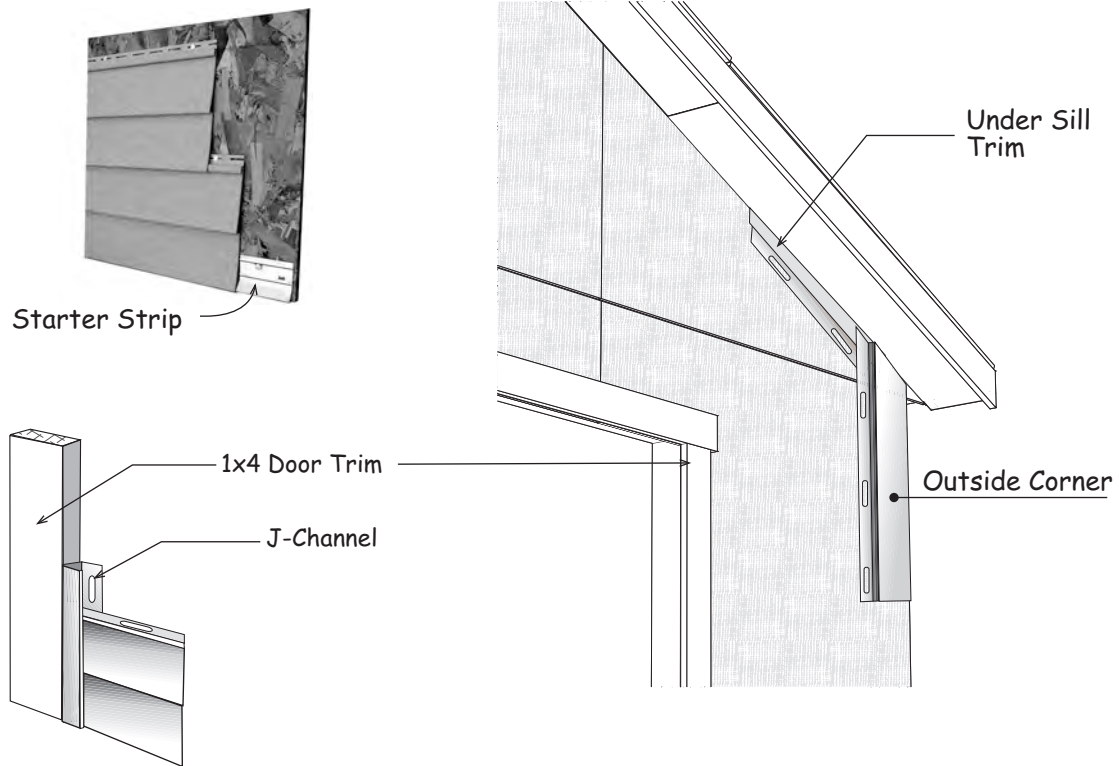 Under Sill
Trim
Starter Strip
1x4 Door Trim
Outside Corner
J-Channel